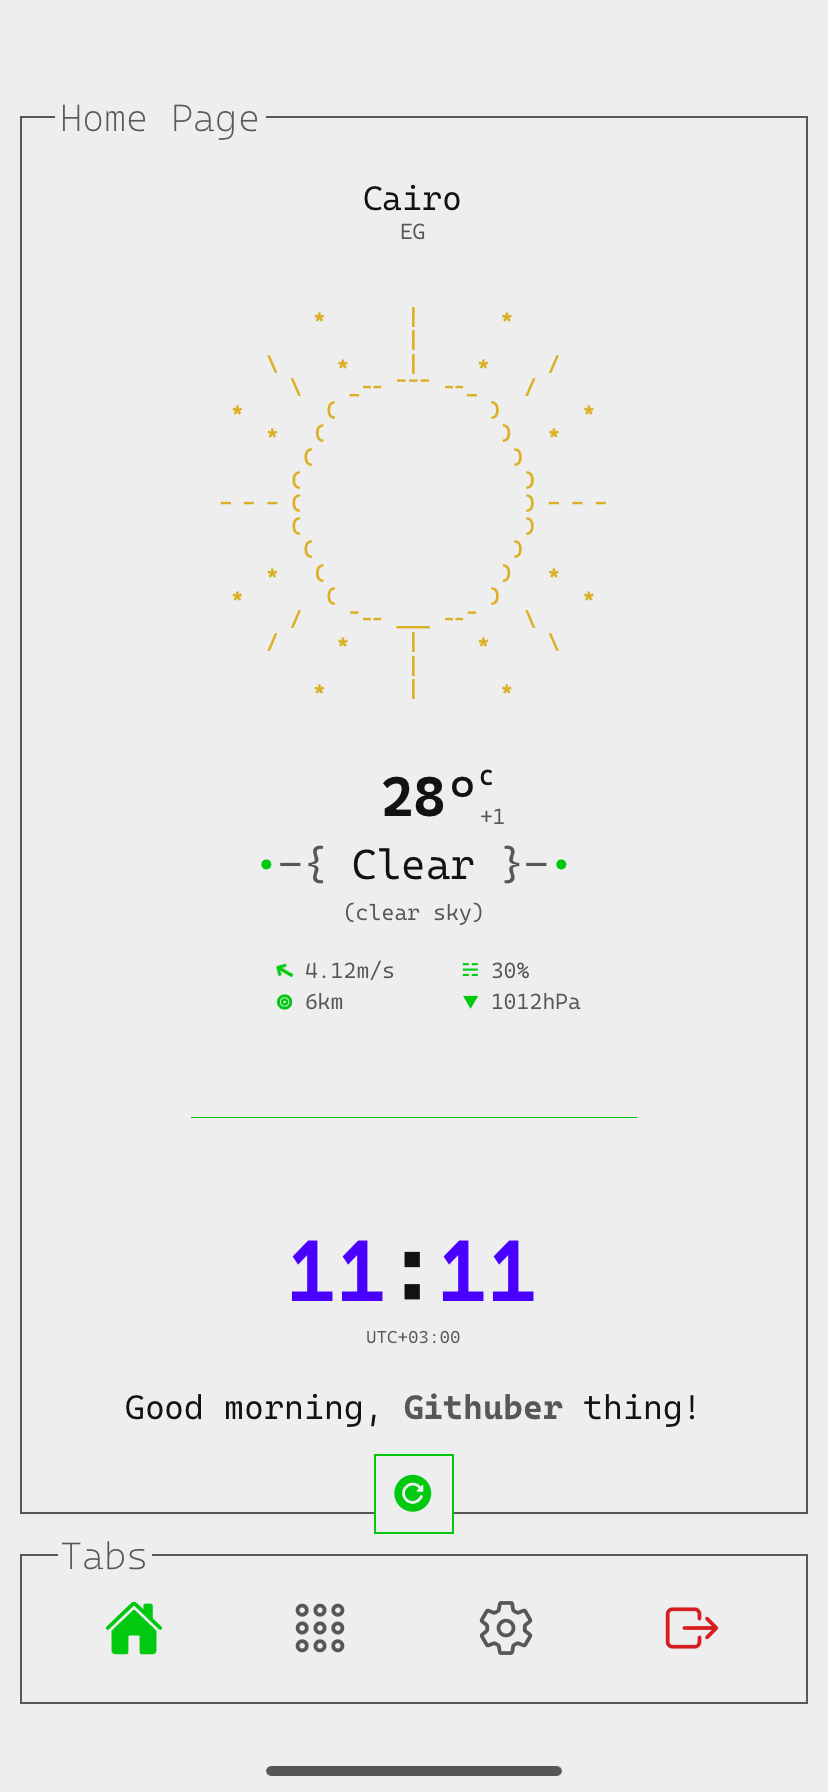 Home Page
Cairo
EG
28°C
+1
•—{ Clear }—•
(clear sky)
4.12m/s 30%
6km 1012hPa
11:11
UTC+03:00
Good morning, Githuber thing!
Tabs